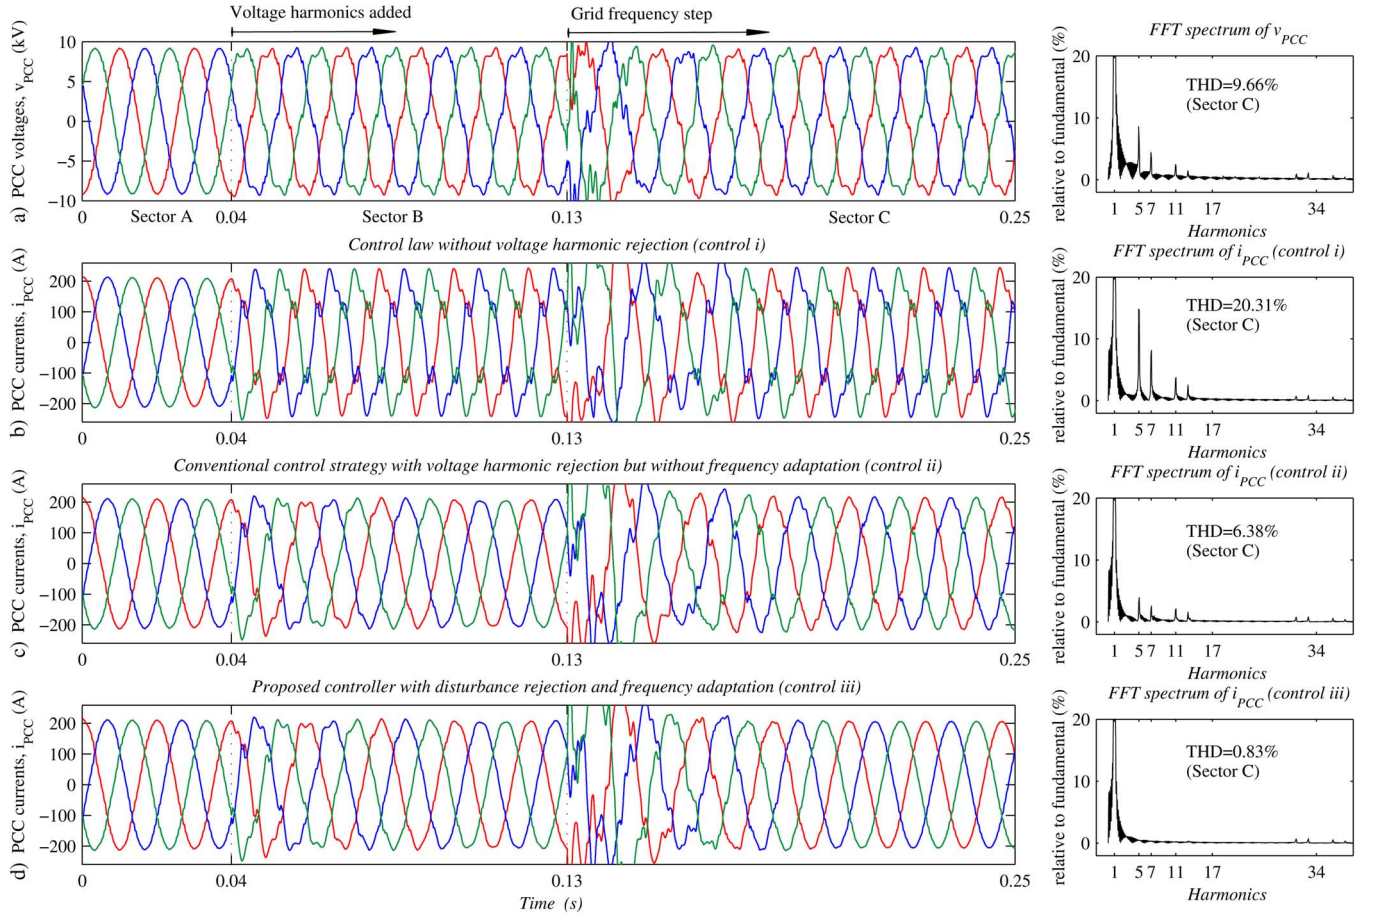 Voltage harmonics added
Grid frequency step
a) PCC voltages, vPCC (kV)
10
5
0
−5
−10
0
Sector A
0.04
Sector B
0.13
Sector C
0.25
FFT spectrum of vPCC
relative to fundamental (%)
20
10
0
THD=9.66%
(Sector C)
1 5 7 11 17 34
Harmonics
Control law without voltage harmonic rejection (control i)
b) PCC currents, iPCC (A)
200
100
0
−100
−200
0 0.04 0.13 0.25
FFT spectrum of iPCC (control i)
relative to fundamental (%)
20
10
0
THD=20.31%
(Sector C)
1 5 7 11 17 34
Harmonics
Conventional control strategy with voltage harmonic rejection but without frequency adaptation (control ii)
c) PCC currents, iPCC (A)
200
100
0
−100
−200
0 0.04 0.13 0.25
FFT spectrum of iPCC (control ii)
relative to fundamental (%)
20
10
0
THD=6.38%
(Sector C)
1 5 7 11 17 34
Harmonics
Proposed controller with disturbance rejection and frequency adaptation (control iii)
d) PCC currents, iPCC (A)
200
100
0
−100
−200
0 0.04 0.13 0.25
Time (s)
FFT spectrum of iPCC (control iii)
relative to fundamental (%)
20
10
0
THD=0.83%
(Sector C)
1 5 7 11 17 34
Harmonics